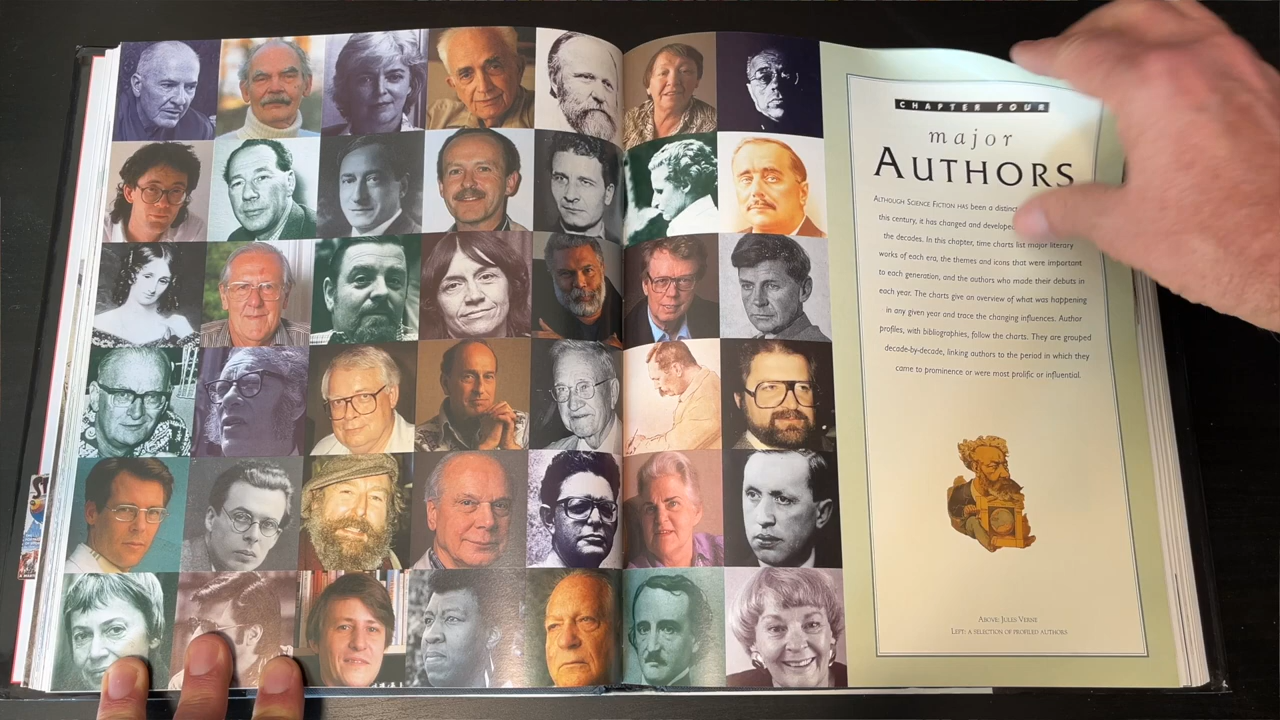 CHAPTER FOUR
major
AUTHORS
ALTHOUGH SCIENCE FICTION HAS been a distinct
this century, it has changed and developed
the decades. In this chapter, time charts list major literary
works of each era, the themes and icons that were important
to each generation, and the authors who made their debuts in
each year. The charts give an overview of what was happening
in any given year and trace the changing influences. Author
profiles, with bibliographies, follow the charts. They are grouped
decade-by-decade, linking authors to the period in which they
came to prominence or were most prolific or influential.
ABOVE: JULES VERNE
LEFT: A SELECTION OF PROFILED AUTHORS